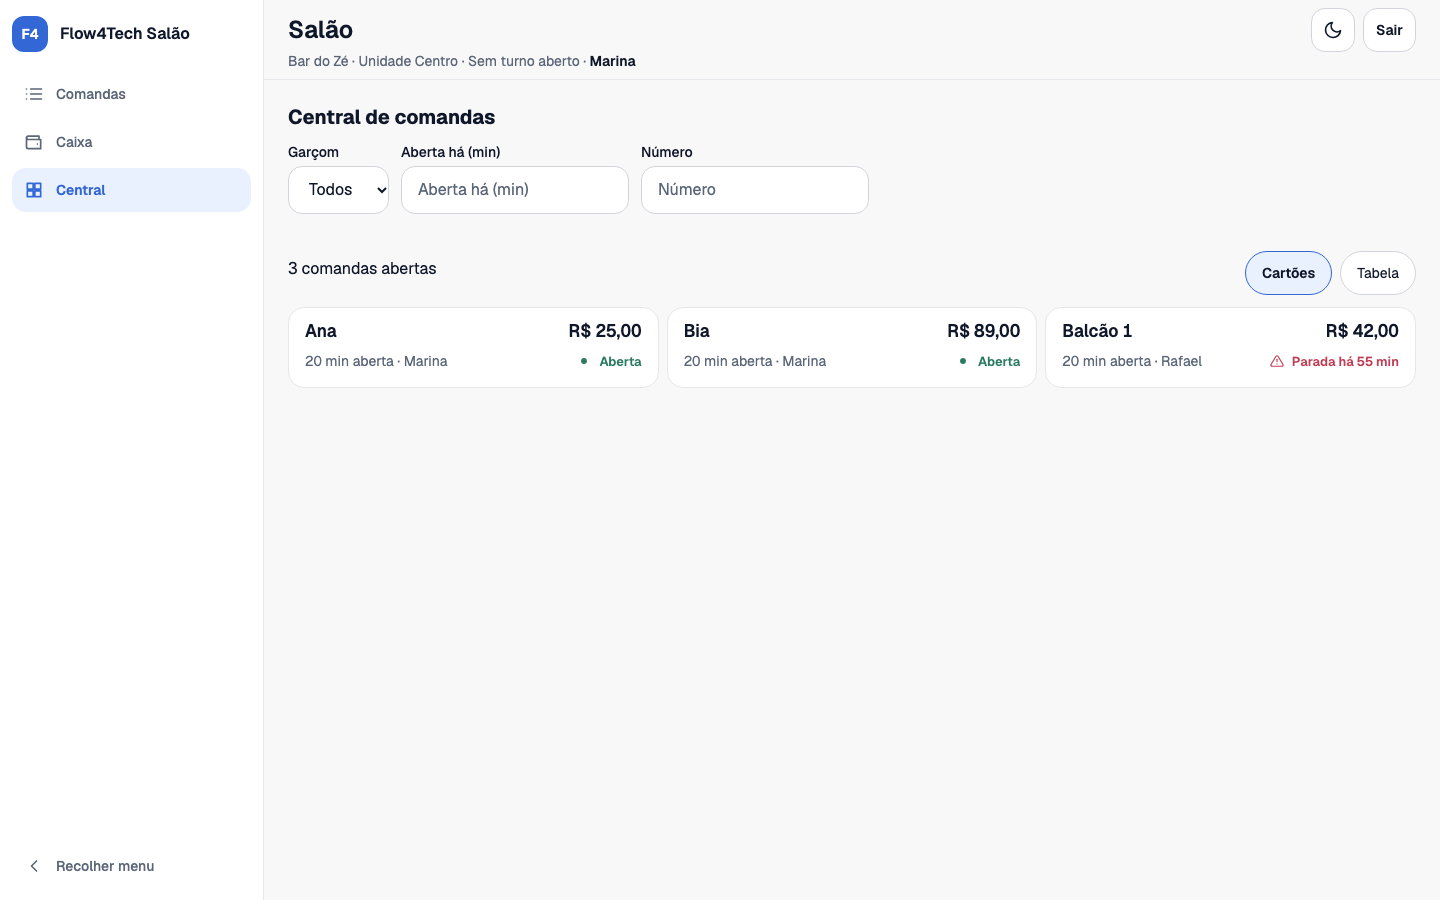 F4 Flow4Tech Salão
Comandas
Caixa
Central
Recolher menu
Salão
Bar do Zé · Unidade Centro · Sem turno aberto · Marina
Sair
Central de comandas
Garçom Aberta há (min) Número
Todos Aberta há (min) Número
3 comandas abertas
Cartões Tabela
Ana R$ 25,00
20 min aberta · Marina Aberta
Bia R$ 89,00
20 min aberta · Marina Aberta
Balcão 1 R$ 42,00
20 min aberta · Rafael Parada há 55 min